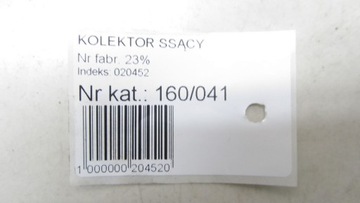 KOLEKTOR SSĄCY
Nr fabr. 23%
Indeks: 020452
Nr kat.: 160/041
1 000000 204520